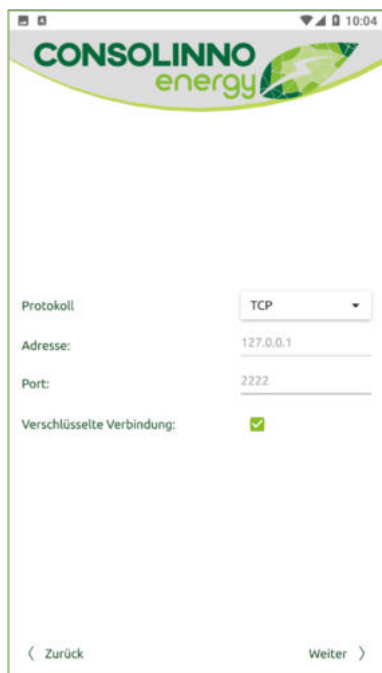 10:04
CONSOLINNO
energy
Protokoll TCP
Adresse: 127.0.0.1
Port: 2222
Verschlüsselte Verbindung:
Zurück Weiter